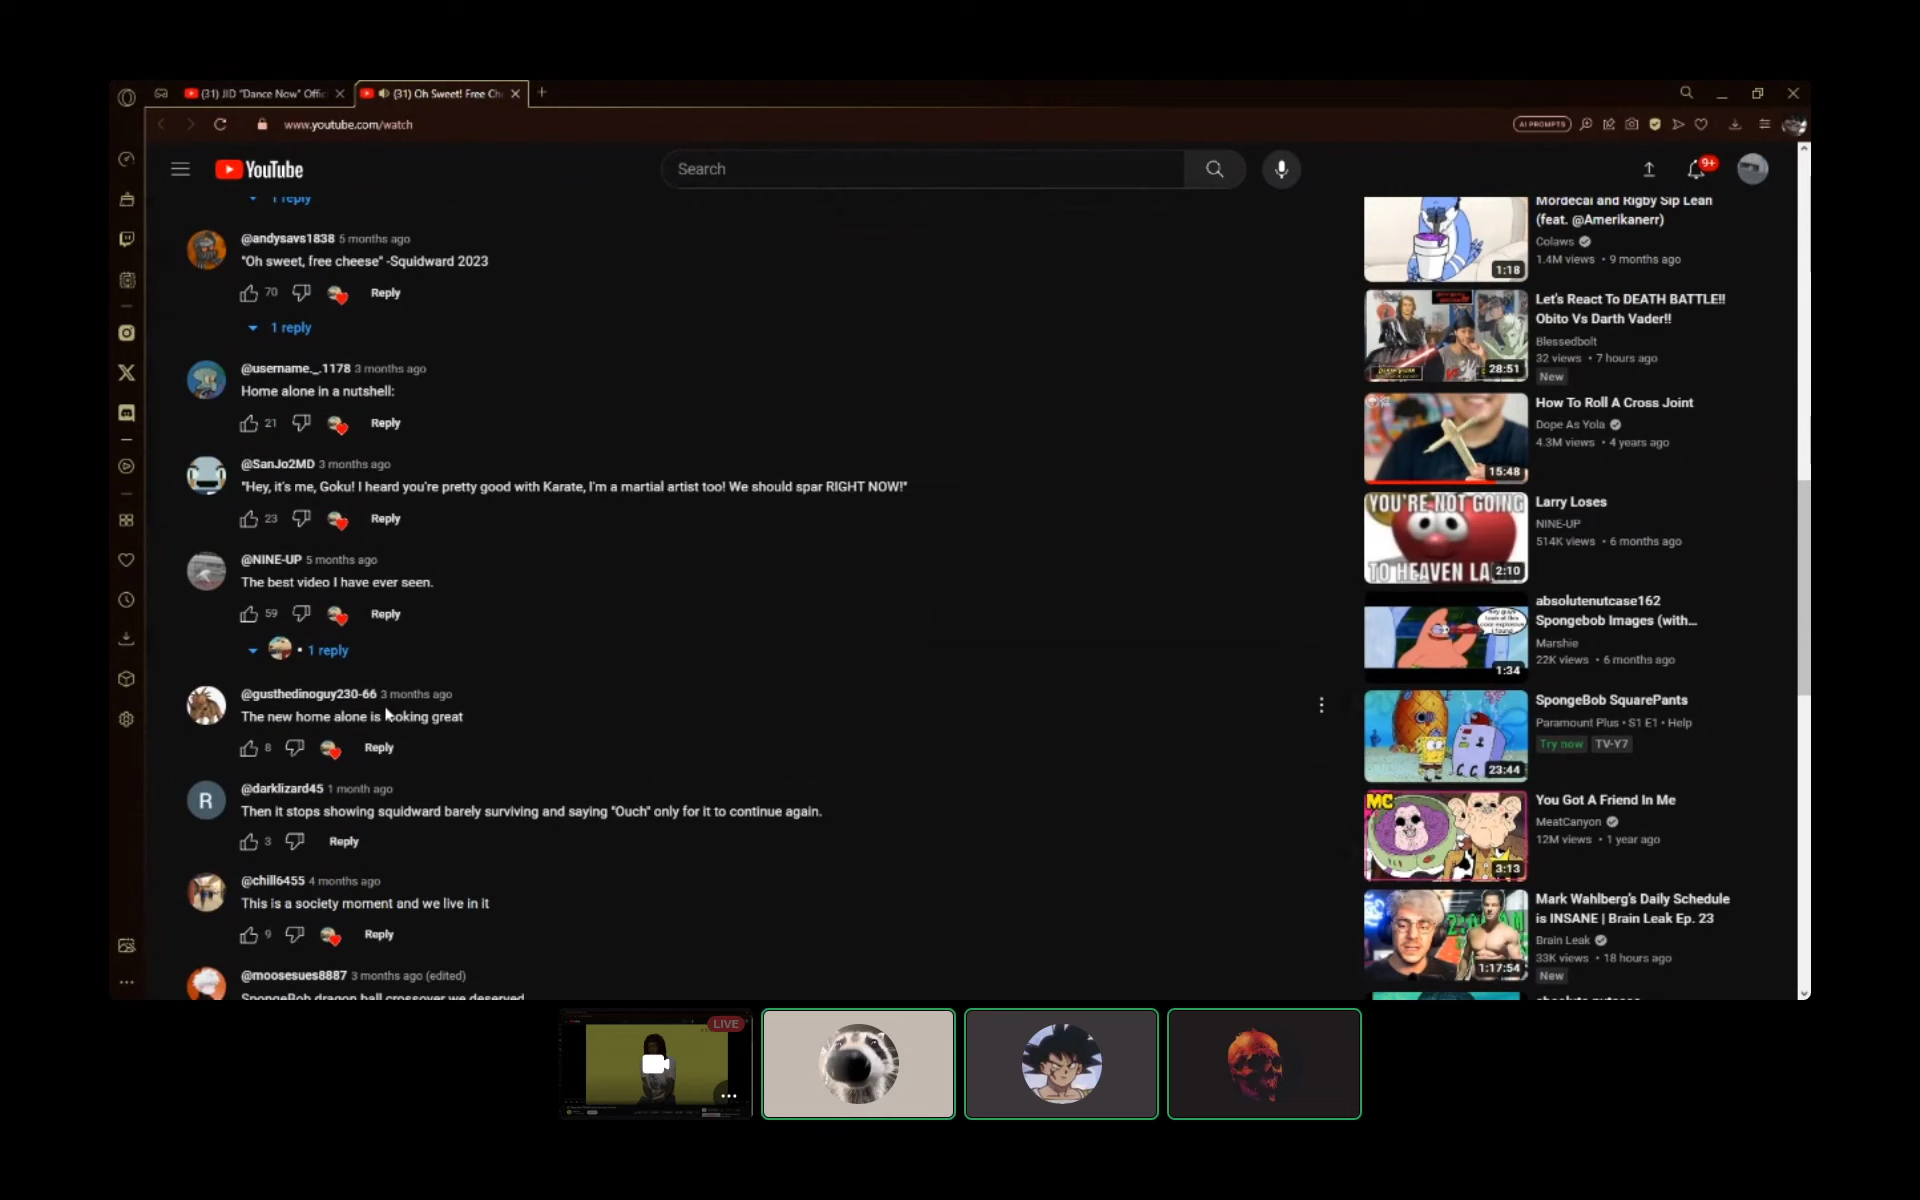 (31) JID "Dance Now" Offic
(31) Oh Sweet! Free Che
www.youtube.com/watch
AI PROMPTS
YouTube
Search
9+
1 reply
@andysavs1838 5 months ago
"Oh sweet, free cheese" -Squidward 2023
70 Reply
1 reply
@username._.1178 3 months ago
Home alone in a nutshell:
21 Reply
@SanJo2MD 3 months ago
"Hey, it's me, Goku! I heard you're pretty good with Karate, I'm a martial artist too! We should spar RIGHT NOW!"
23 Reply
@NINE-UP 5 months ago
The best video I have ever seen.
59 Reply
• 1 reply
@gusthedinoguy230-66 3 months ago
The new home alone is looking great
8 Reply
R
@darklizard45 1 month ago
Then it stops showing squidward barely surviving and saying "Ouch" only for it to continue again.
3 Reply
@chill6455 4 months ago
This is a society moment and we live in it
9 Reply
@moosesues8887 3 months ago (edited)
SpongeBob dragon ball crossover we deserved
Mordecai and Rigby Sip Lean
(feat. @Amerikanerr)
Colaws
1.4M views • 9 months ago
1:18
Let's React To DEATH BATTLE!!
Obito Vs Darth Vader!!
Blessedbolt
32 views • 7 hours ago
New
28:51
How To Roll A Cross Joint
Dope As Yola
4.3M views • 4 years ago
15:48
YOU'RE NOT GOING
TO HEAVEN LA
2:10
Larry Loses
NINE-UP
514K views • 6 months ago
absolutenutcase162
Spongebob Images (with...
Marshie
22K views • 6 months ago
1:34
SpongeBob SquarePants
Paramount Plus • S1 E1 • Help
Try now TV-Y7
23:44
MC
You Got A Friend In Me
MeatCanyon
12M views • 1 year ago
3:13
Mark Wahlberg's Daily Schedule
is INSANE | Brain Leak Ep. 23
Brain Leak
33K views • 18 hours ago
New
1:17:54
LIVE